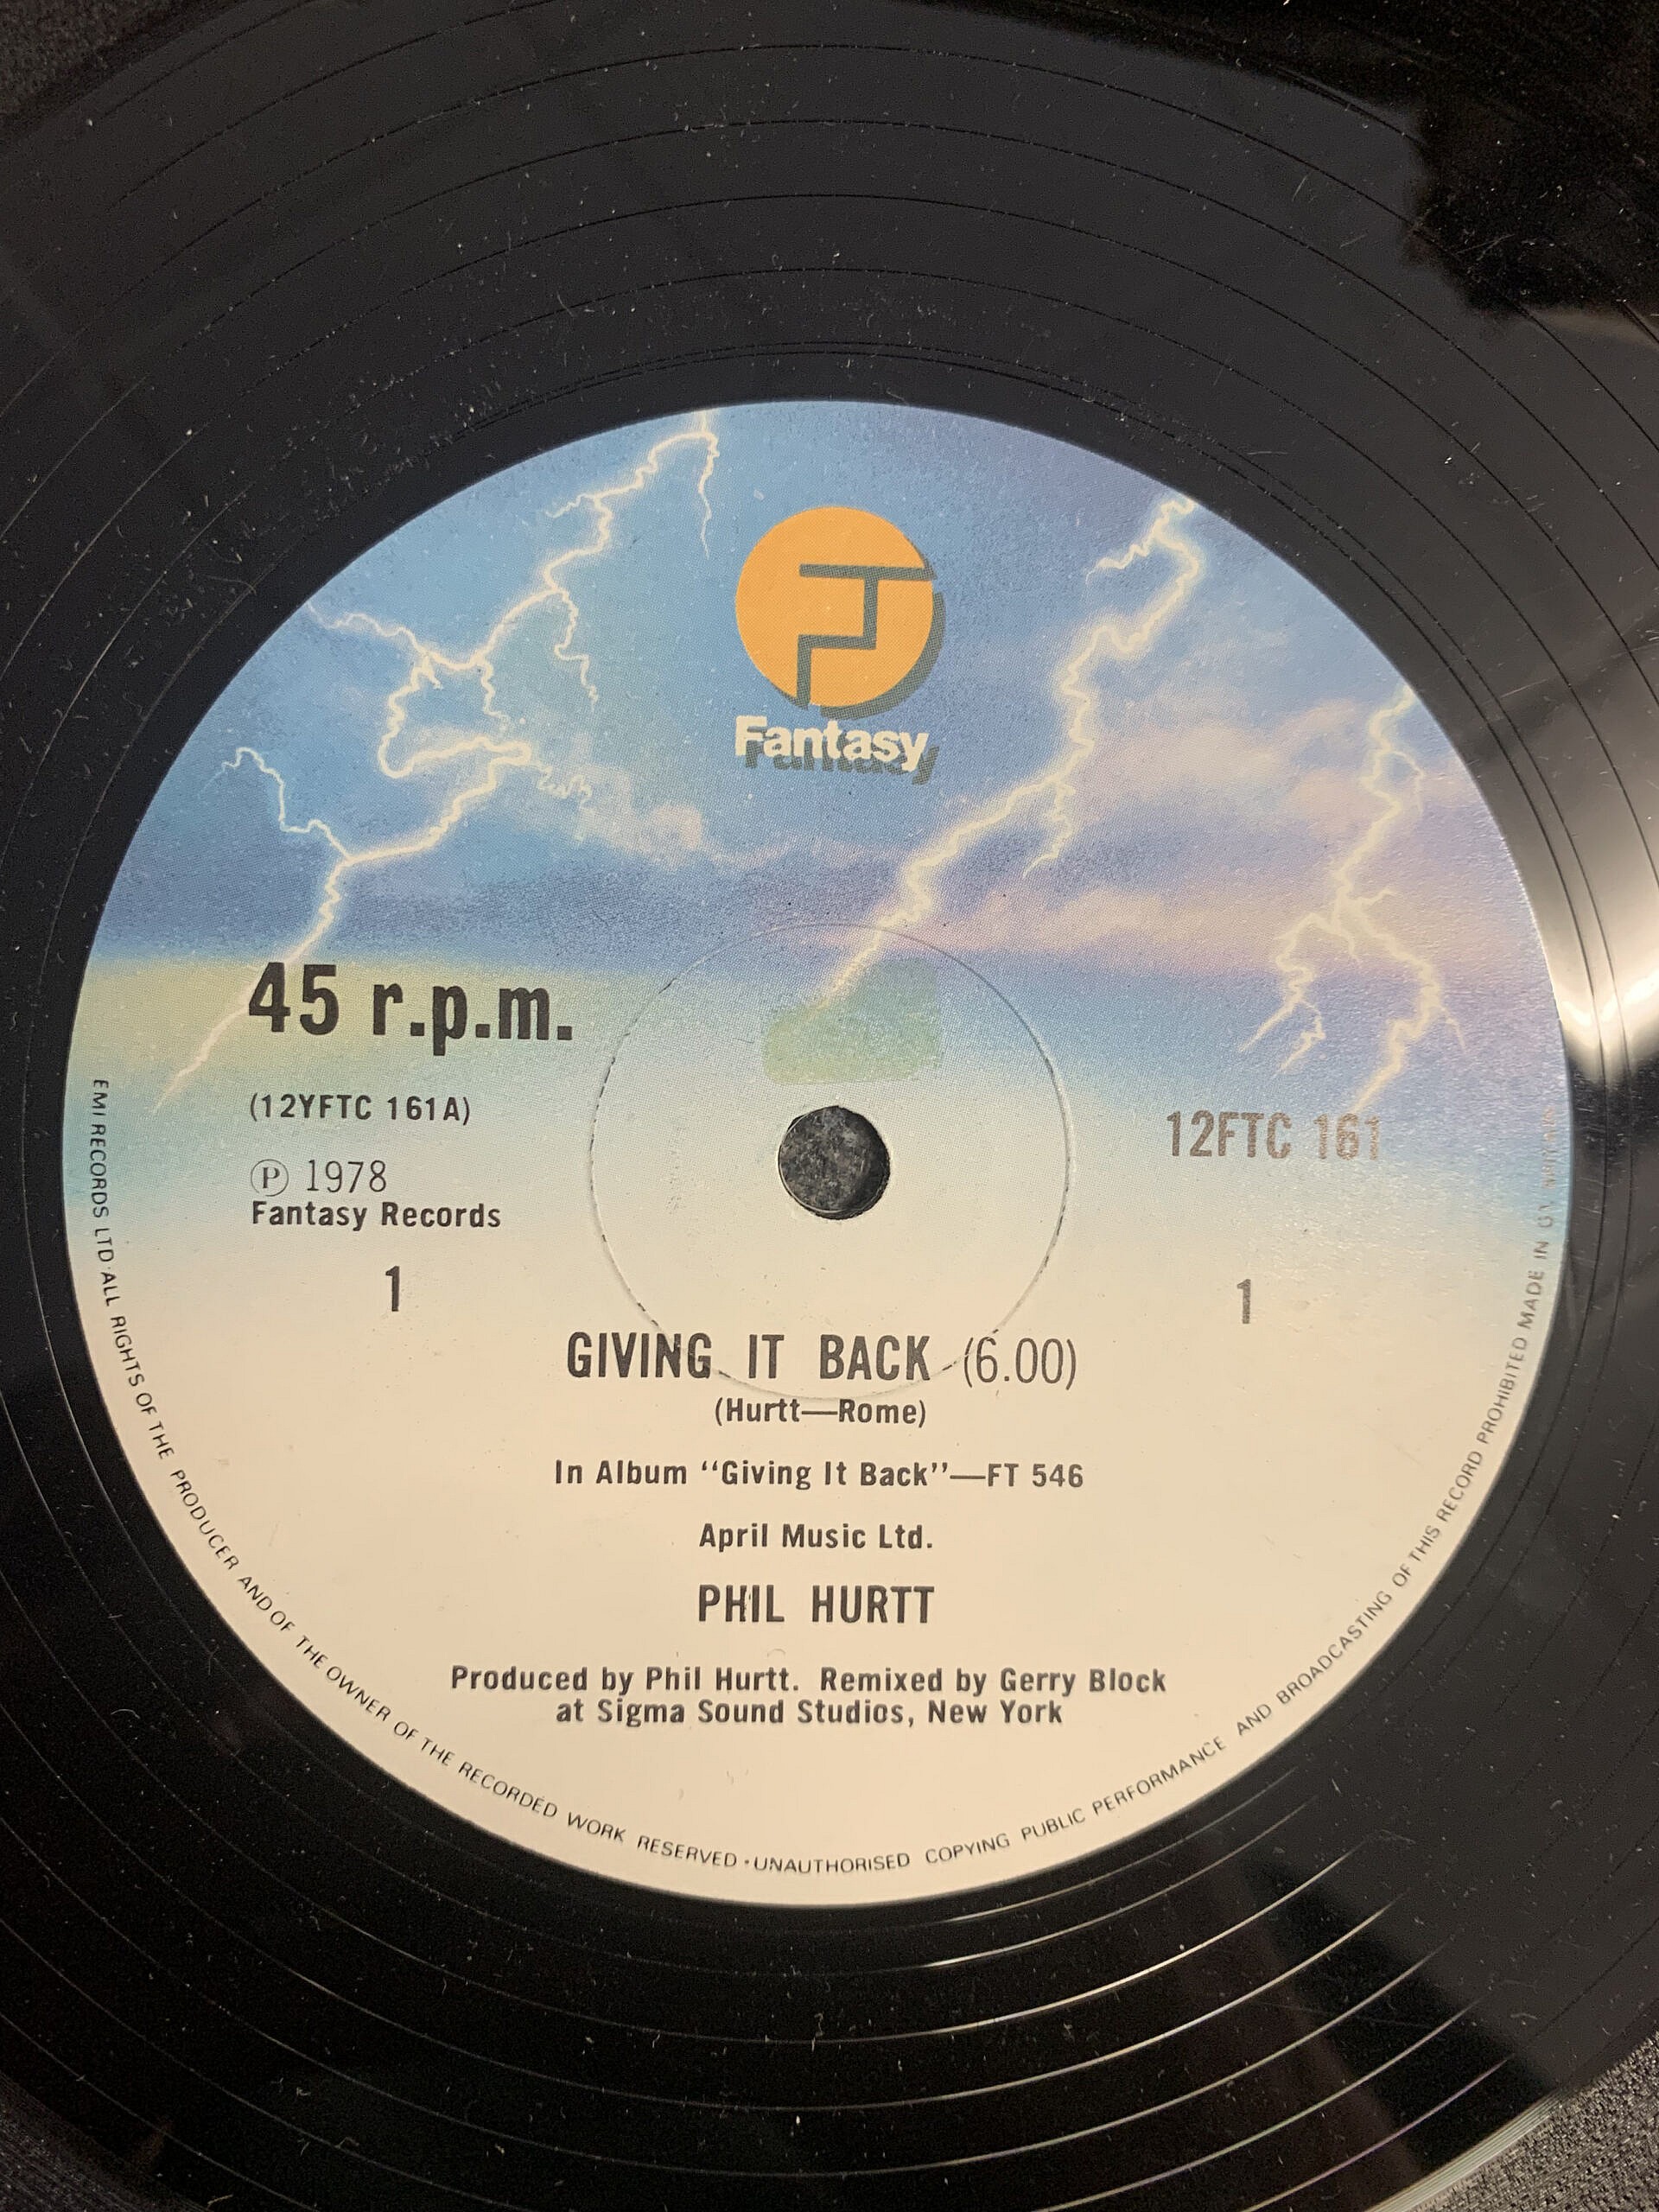 Fantasy
45 r.p.m.
(12YFTC 161A)
12FTC 161
Ⓟ 1978
Fantasy Records
1
1
GIVING IT BACK (6.00)
(Hurtt—Rome)
In Album “Giving It Back”—FT 546
April Music Ltd.
PHIL HURTT
Produced by Phil Hurtt. Remixed by Gerry Block
at Sigma Sound Studios, New York
EMI RECORDS LTD·ALL RIGHTS OF THE PRODUCER AND OF THE OWNER OF THE RECORDED WORK RESERVED·UNAUTHORISED COPYING PUBLIC PERFORMANCE AND BROADCASTING OF THIS RECORD PROHIBITED MADE IN